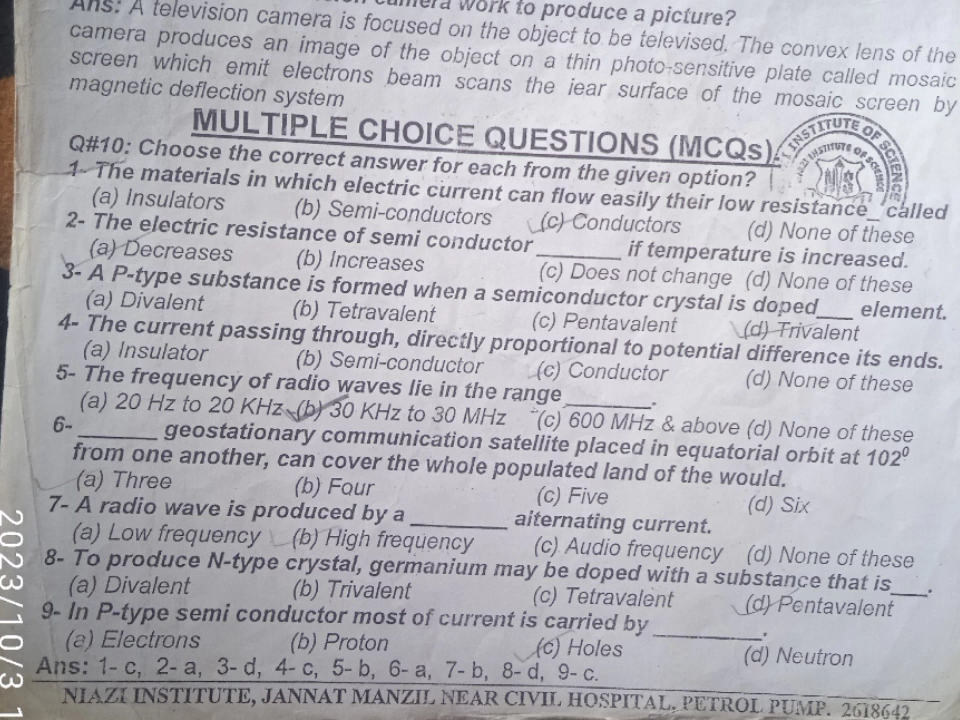 Ans: A television camera is focused on the object to be televised. The convex lens of the
camera produces an image of the object on a thin photo-sensitive plate called mosaic
screen which emit electrons beam scans the iear surface of the mosaic screen by
magnetic deflection system
MULTIPLE CHOICE QUESTIONS (MCQs).
Q#10: Choose the correct answer for each from the given option?
1- The materials in which electric current can flow easily their low resistance_ called
(a) Insulators (b) Semi-conductors (c) Conductors (d) None of these
2- The electric resistance of semi conductor ______ if temperature is increased.
(a) Decreases (b) Increases (c) Does not change (d) None of these
3- A P-type substance is formed when a semiconductor crystal is doped___ element.
(a) Divalent (b) Tetravalent (c) Pentavalent (d) Trivalent
4- The current passing through, directly proportional to potential difference its ends.
(a) Insulator (b) Semi-conductor (c) Conductor (d) None of these
5- The frequency of radio waves lie in the range ______.
(a) 20 Hz to 20 KHz (b) 30 KHz to 30 MHz (c) 600 MHz & above (d) None of these
6- ______ geostationary communication satellite placed in equatorial orbit at 102⁰
from one another, can cover the whole populated land of the would.
(a) Three (b) Four (c) Five (d) Six
7- A radio wave is produced by a _______ aiternating current.
(a) Low frequency (b) High frequency (c) Audio frequency (d) None of these
8- To produce N-type crystal, germanium may be doped with a substance that is___.
(a) Divalent (b) Trivalent (c) Tetravalent (d) Pentavalent
9- In P-type semi conductor most of current is carried by ________.
(a) Electrons (b) Proton (c) Holes (d) Neutron
Ans: 1- c, 2- a, 3- d, 4- c, 5- b, 6- a, 7- b, 8- d, 9- c.
NIAZI INSTITUTE, JANNAT MANZIL NEAR CIVIL HOSPITAL, PETROL PUMP. 2618642
INSTITUTE OF SCIENCE
2023/10/3